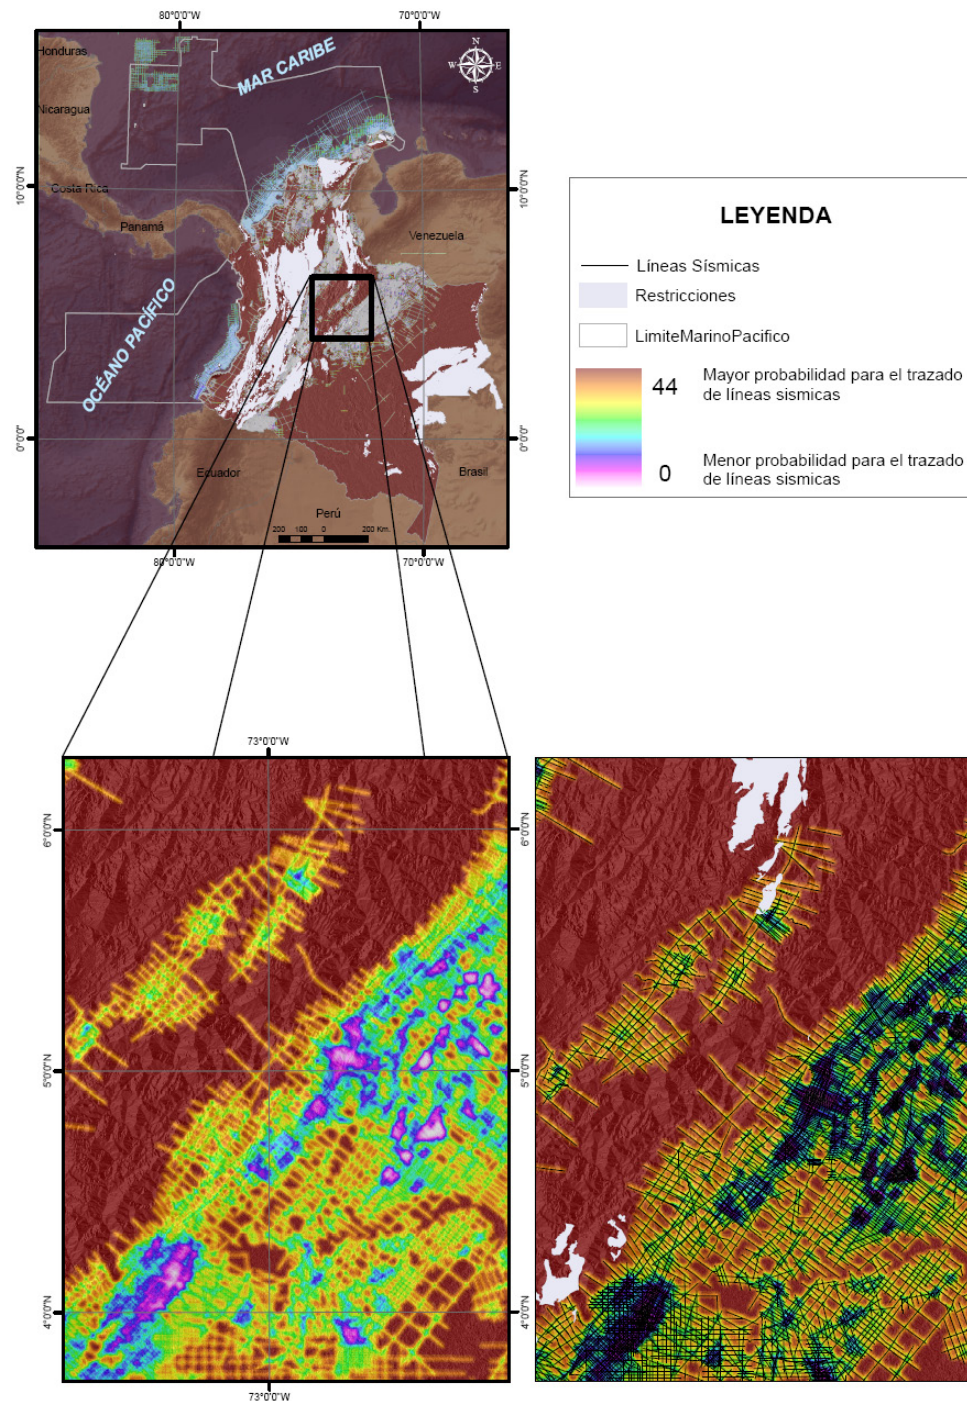 80°0'0"W
70°0'0"W
Honduras
MAR CARIBE
N
W
E
S
Nicaragua
10°0'0"N
10°0'0"N
Costa Rica
Panamá
Venezuela
OCÉANO PACÍFICO
0°0'0"
0°0'0"
Ecuador
Brasil
Perú
200 100 0 200 Km.
80°0'0"W
70°0'0"W
LEYENDA
Líneas Sísmicas
Restricciones
LimiteMarinoPacifico
44
Mayor probabilidad para el trazado
de líneas sismicas
0
Menor probabilidad para el trazado
de líneas sismicas
73°0'0"W
6°0'0"N
6°0'0"N
5°0'0"N
5°0'0"N
4°0'0"N
4°0'0"N
73°0'0"W